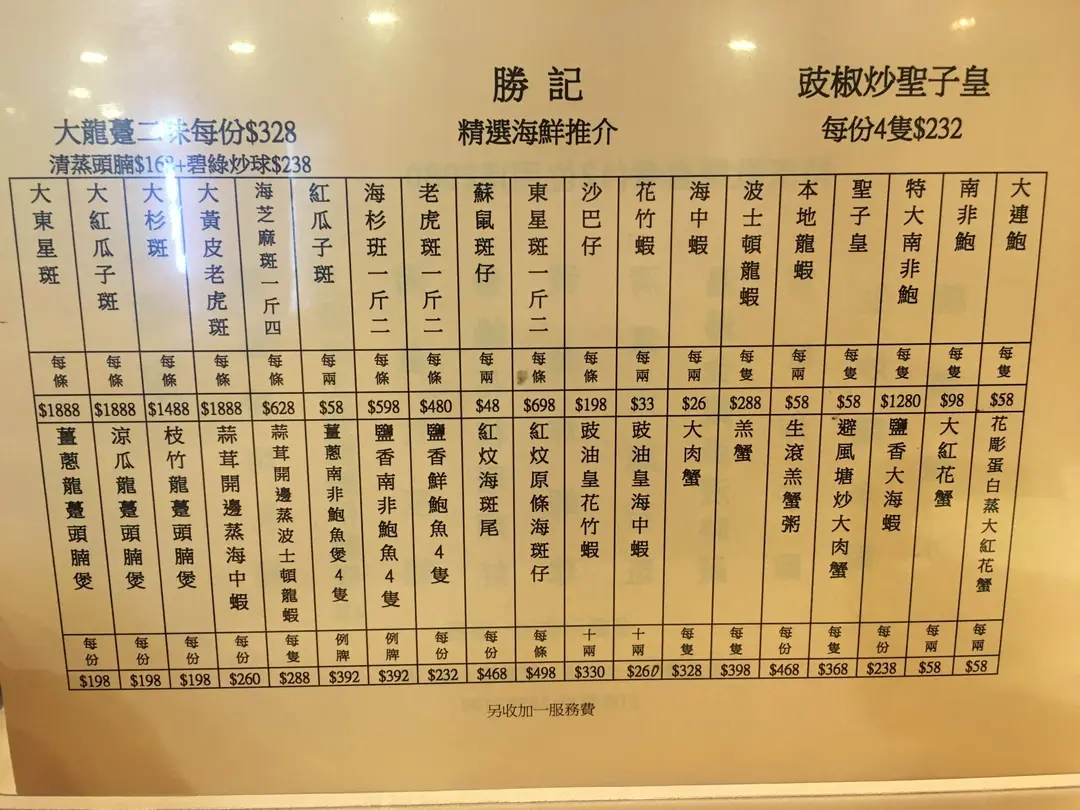 勝記
精選海鮮推介
豉椒炒聖子皇
每份4隻$232
大龍躉二味每份$328
清蒸頭腩$168+碧綠炒球$238
大連鮑 每隻 $58
南非鮑 每隻 $98
特大南非鮑 每隻 $1280
聖子皇 每隻 $58
本地龍蝦 每兩 $58
波士頓龍蝦 每隻 $288
海中蝦 每兩 $26
花竹蝦 每兩 $33
沙巴仔 每條 $198
東星斑一斤二 每條 $698
蘇鼠斑仔 每兩 $48
老虎斑一斤二 每條 $480
海杉班一斤二 每條 $598
紅瓜子斑 每兩 $58
海芝麻斑一斤四 每條 $628
大黃皮老虎斑 每條 $1888
大杉斑 每條 $1488
大紅瓜子斑 每條 $1888
大東星斑 每條 $1888
花彫蛋白蒸大紅花蟹 每兩 $58
大紅花蟹 每兩 $58
鹽香大海蝦 每份 $238
避風塘炒大肉蟹 每隻 $368
生滾羔蟹粥 每份 $468
羔蟹 每隻 $398
大肉蟹 每隻 $328
豉油皇海中蝦 十兩 $260
豉油皇花竹蝦 十兩 $330
紅炆原條海斑仔 每條 $498
紅炆海斑尾 每份 $468
鹽香鮮鮑魚4隻 每份 $232
鹽香南非鮑魚4隻 例牌 $392
薑蔥南非鮑魚煲4隻 例牌 $392
蒜茸開邊蒸波士頓龍蝦 每隻 $288
蒜茸開邊蒸海中蝦 每份 $260
枝竹龍躉頭腩煲 每份 $198
涼瓜龍躉頭腩煲 每份 $198
薑蔥龍躉頭腩煲 每份 $198
另收加一服務費